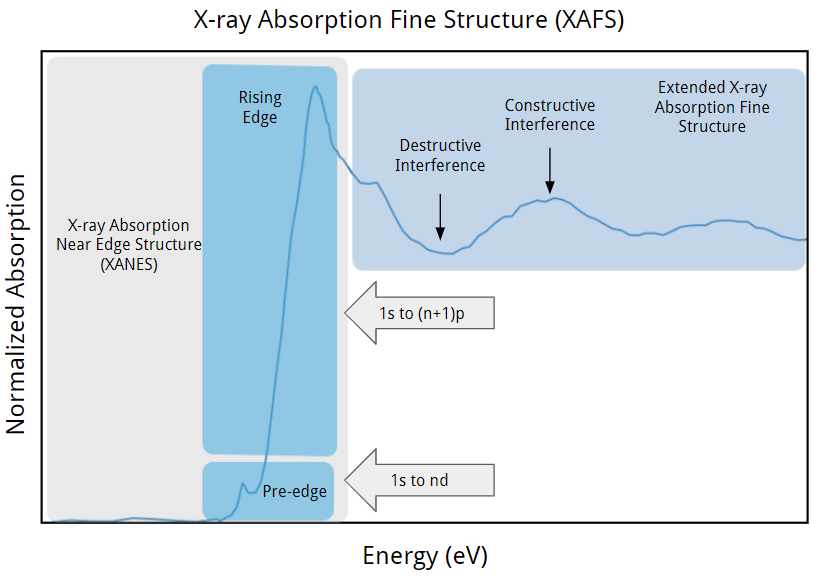 X-ray Absorption Fine Structure (XAFS)
Rising
Edge
Extended X-ray
Absorption Fine
Structure
Constructive
Interference
Destructive
Interference
X-ray Absorption
Near Edge Structure
(XANES)
1s to (n+1)p
1s to nd
Pre-edge
Normalized Absorption
Energy (eV)